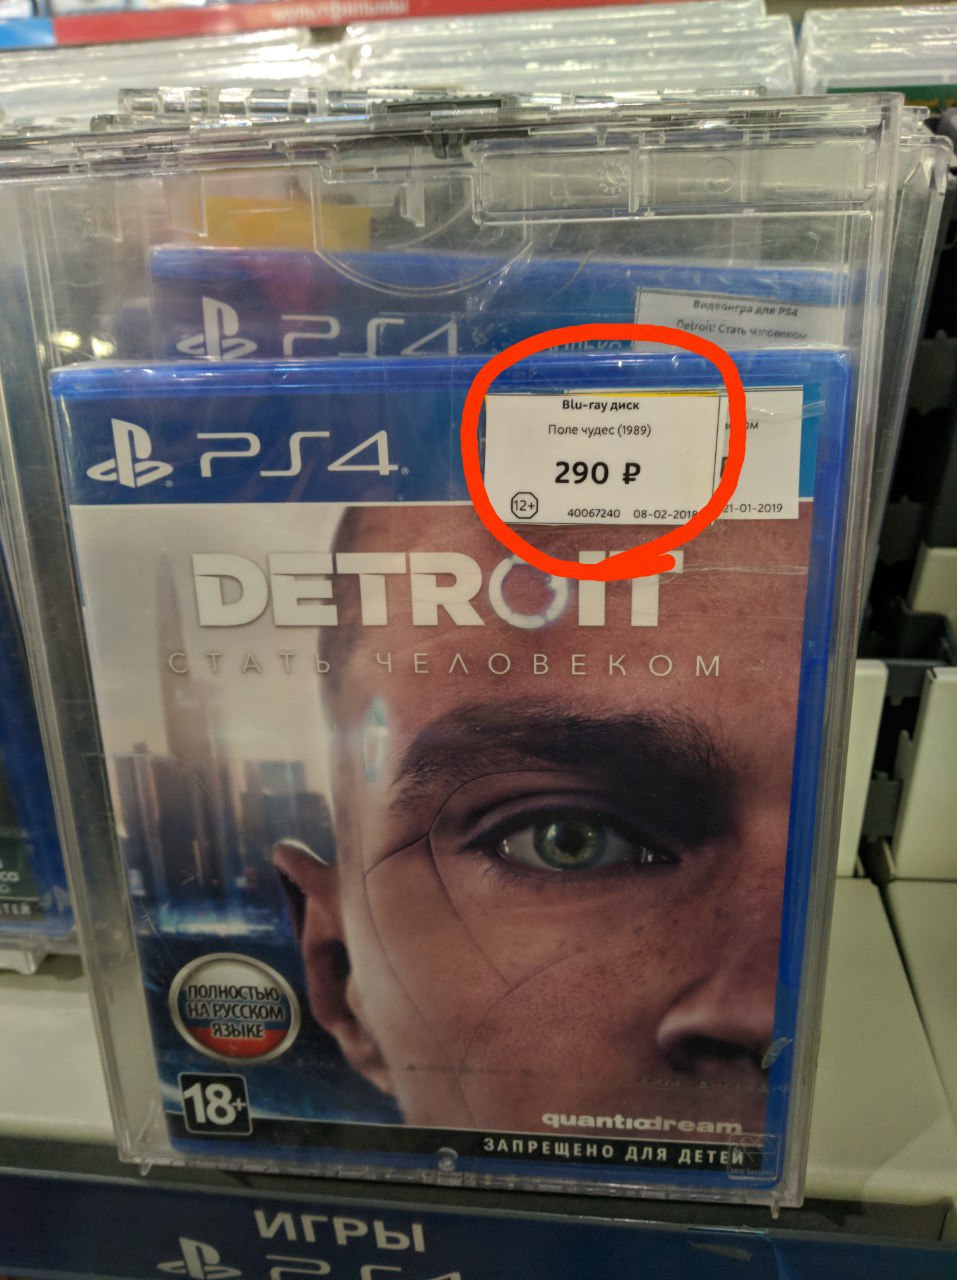 PS4
Видеоигра для PS4
Detroit: Стать человеком
PS4
Blu-ray диск
Поле чудес (1989)
290 ₽
12+
40067240 08-02-2018
21-01-2019
DETROIT
СТАТЬ ЧЕЛОВЕКОМ
ПОЛНОСТЬЮ
НА РУССКОМ
ЯЗЫКЕ
18+
quanticdream
ЗАПРЕЩЕНО ДЛЯ ДЕТЕЙ
ИГРЫ
PS4